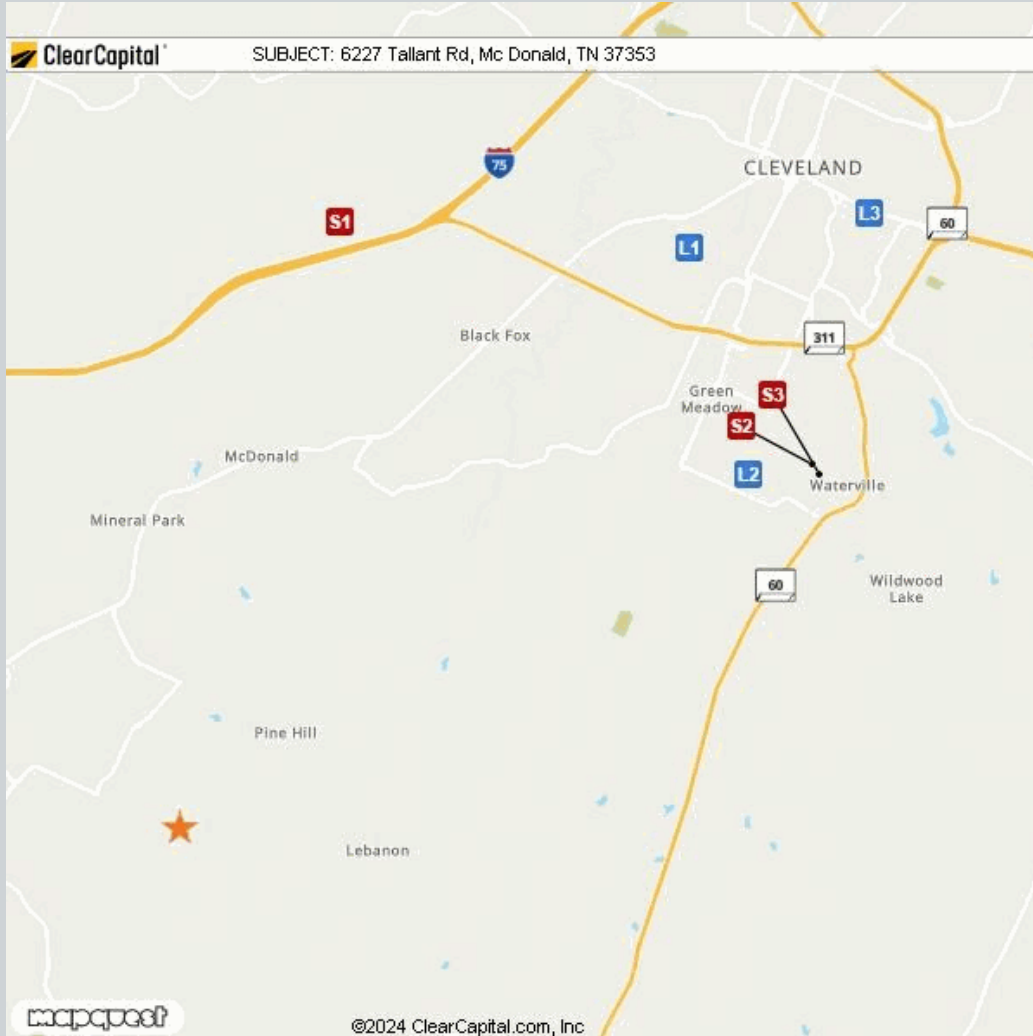 ClearCapital®
SUBJECT: 6227 Tallant Rd, Mc Donald, TN 37353
75
CLEVELAND
S1
L3
60
L1
Black Fox
311
Green
Meadow
S3
S2
McDonald
L2
Waterville
Mineral Park
60
Wildwood
Lake
Pine Hill
Lebanon
mapquest
©2024 ClearCapital.com, Inc